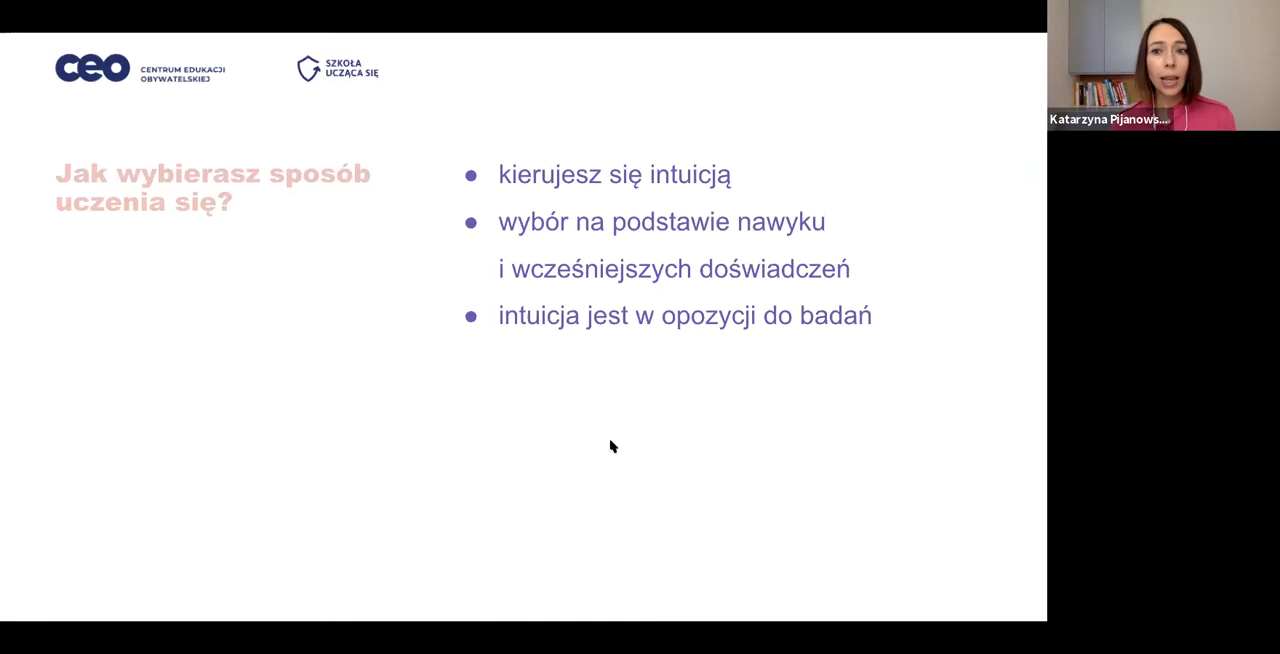 ceo
CENTRUM EDUKACJI
OBYWATELSKIEJ
SZKOŁA
UCZĄCA SIĘ
Katarzyna Pijanows...
Jak wybierasz sposób
uczenia się?
● kierujesz się intuicją
● wybór na podstawie nawyku
i wcześniejszych doświadczeń
● intuicja jest w opozycji do badań